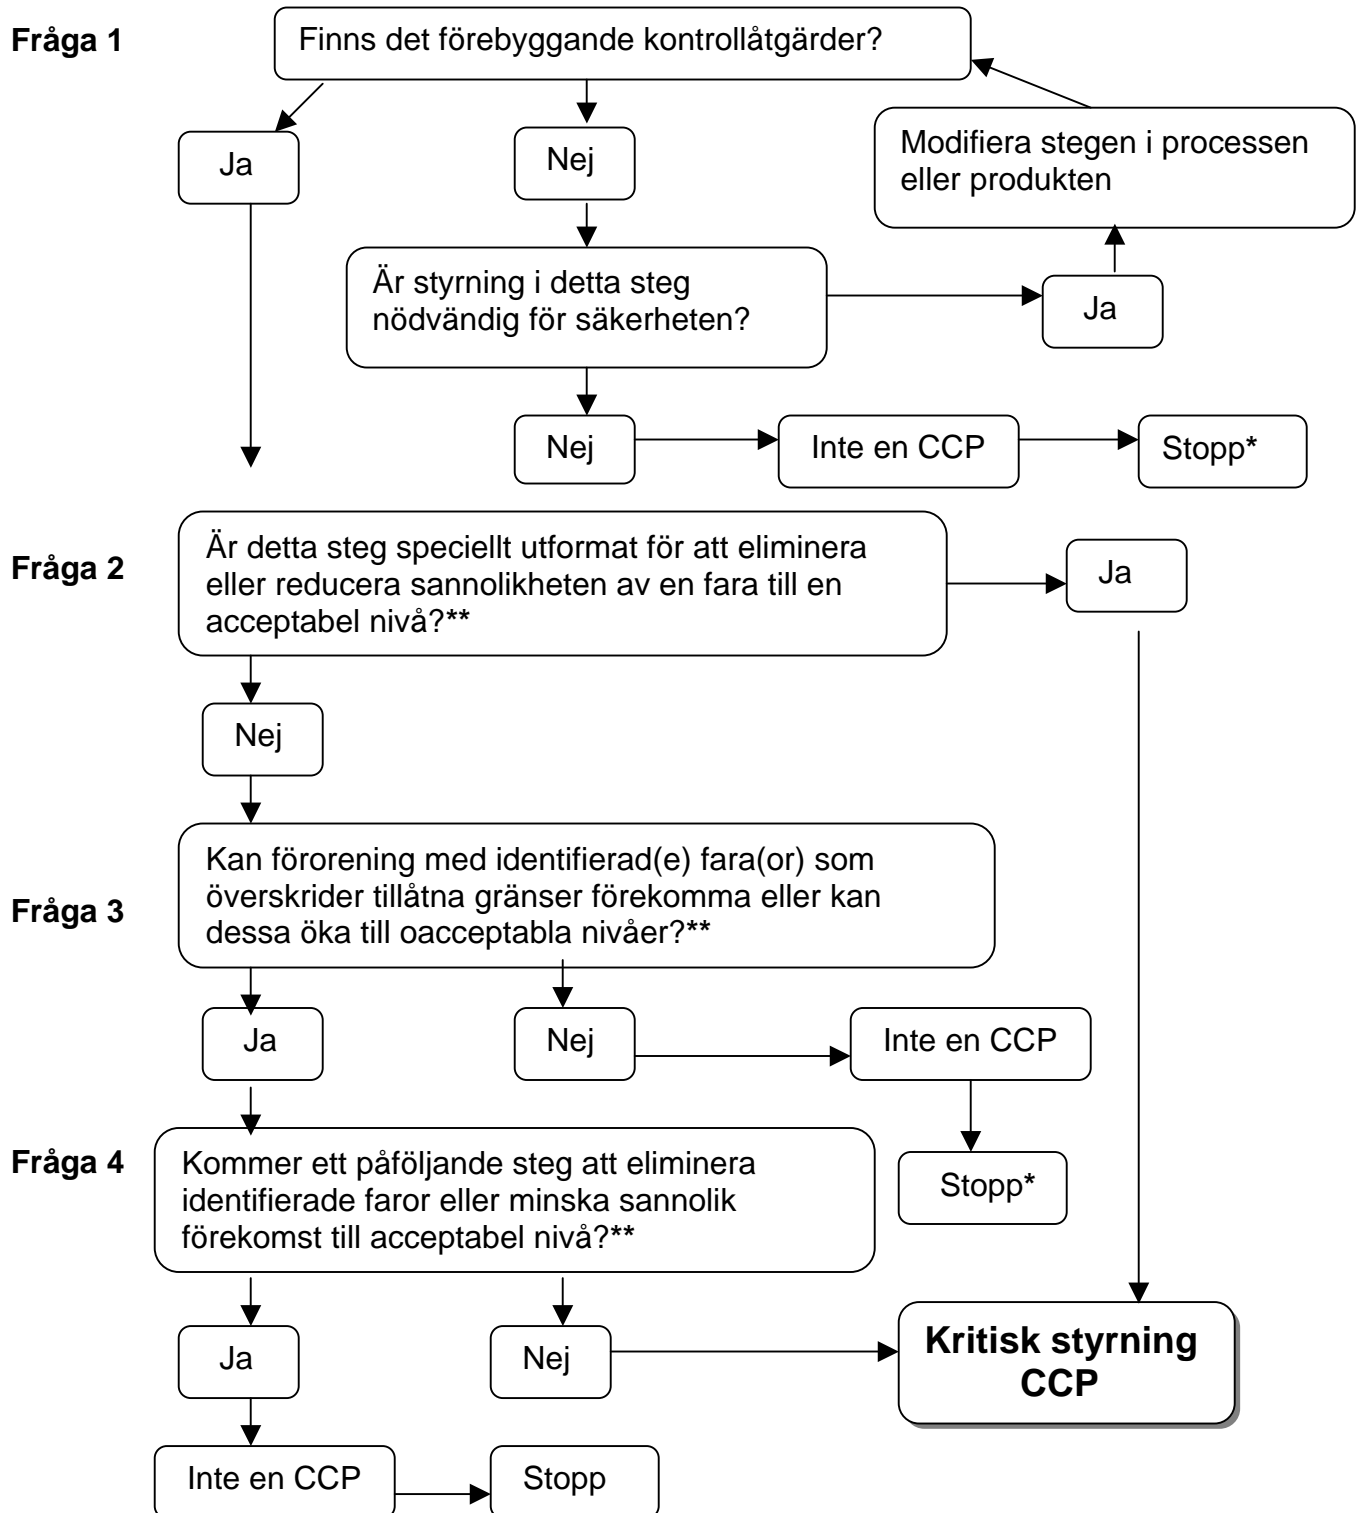 Fråga 1
Finns det förebyggande kontrollåtgärder?
Ja
Nej
Modifiera stegen i processen
eller produkten
Är styrning i detta steg
nödvändig för säkerheten?
Ja
Nej
Inte en CCP
Stopp*
Fråga 2
Är detta steg speciellt utformat för att eliminera
eller reducera sannolikheten av en fara till en
acceptabel nivå?**
Ja
Nej
Fråga 3
Kan förorening med identifierad(e) fara(or) som
överskrider tillåtna gränser förekomma eller kan
dessa öka till oacceptabla nivåer?**
Ja
Nej
Inte en CCP
Stopp*
Fråga 4
Kommer ett påföljande steg att eliminera
identifierade faror eller minska sannolik
förekomst till acceptabel nivå?**
Ja
Nej
Kritisk styrning
CCP
Inte en CCP
Stopp